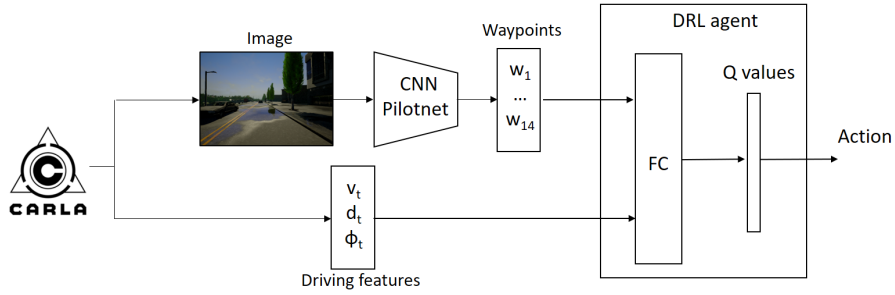 DRL agent
Waypoints
Image
w1
...
w14
CNN
Pilotnet
Q values
Action
FC
C
CARLA
vt
dt
ϕt
Driving features